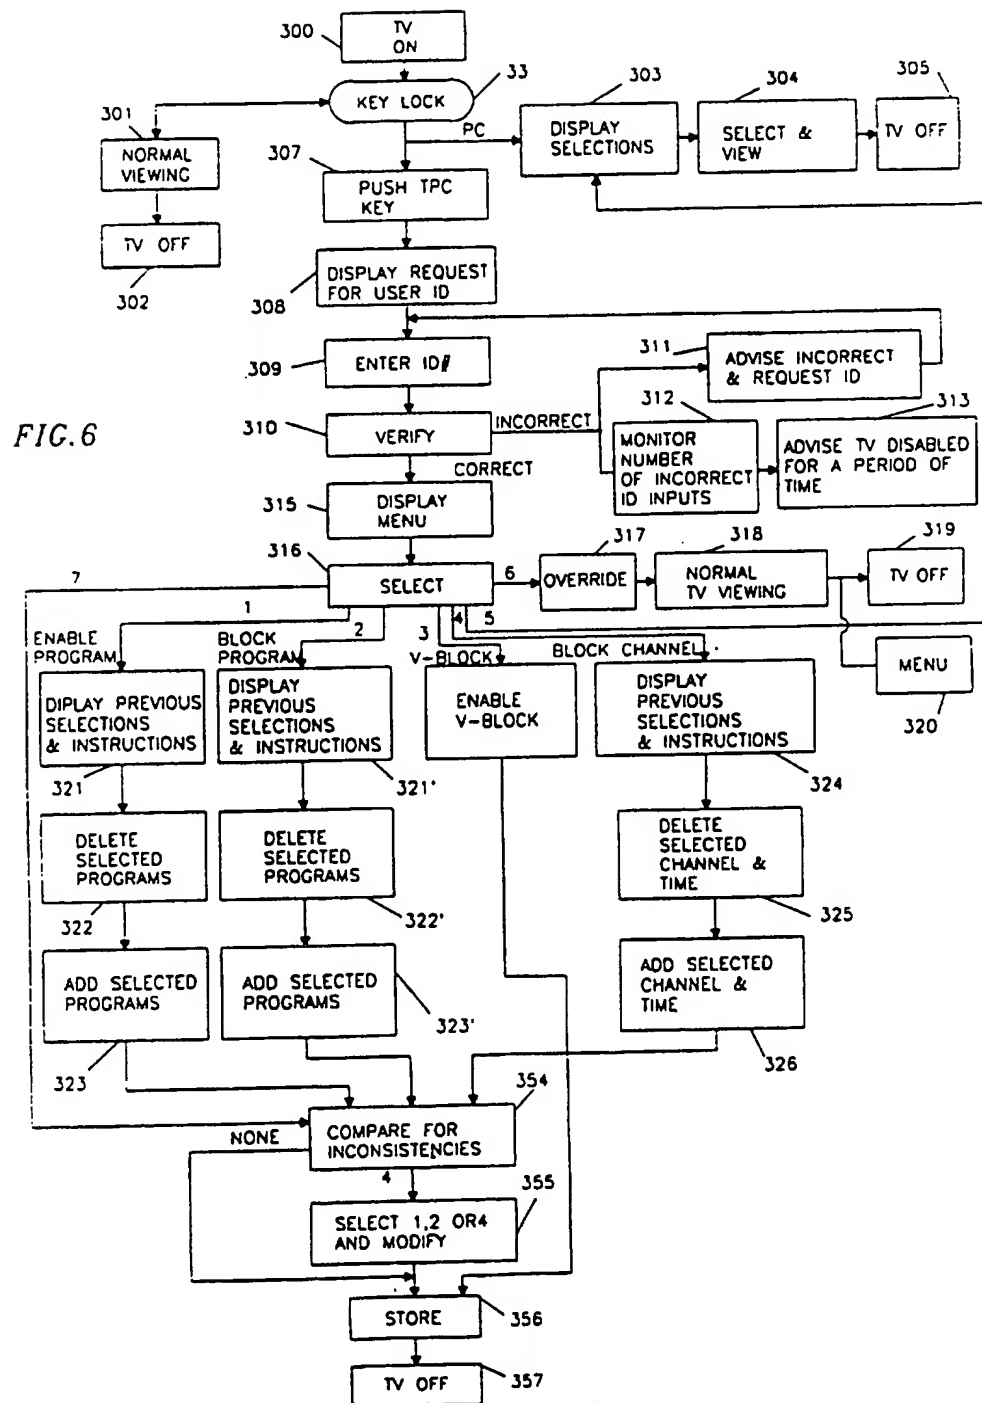 300
TV
ON
33
KEY LOCK
303
304
305
301
PC
DISPLAY
SELECTIONS
SELECT &
VIEW
TV OFF
NORMAL
VIEWING
307
PUSH TPC
KEY
TV OFF
302
308
DISPLAY REQUEST
FOR USER ID
309
ENTER ID#
311
ADVISE INCORRECT
& REQUEST ID
FIG.6
310
VERIFY
INCORRECT
312
313
MONITOR
NUMBER
OF INCORRECT
ID INPUTS
ADVISE TV DISABLED
FOR A PERIOD OF
TIME
CORRECT
315
DISPLAY
MENU
316
317
318
319
7
SELECT
6
OVERRIDE
NORMAL
TV VIEWING
TV OFF
1
2
3
4
5
ENABLE
PROGRAM
BLOCK
PROGRAM
V-BLOCK
BLOCK CHANNEL
MENU
320
DIPLAY PREVIOUS
SELECTIONS
& INSTRUCTIONS
DISPLAY
PREVIOUS
SELECTIONS
& INSTRUCTIONS
ENABLE
V-BLOCK
DISPLAY
PREVIOUS
SELECTIONS
& INSTRUCTIONS
321
321'
324
DELETE
SELECTED
PROGRAMS
DELETE
SELECTED
PROGRAMS
DELETE
SELECTED
CHANNEL &
TIME
322
322'
325
ADD SELECTED
PROGRAMS
ADD SELECTED
PROGRAMS
ADD SELECTED
CHANNEL &
TIME
323
323'
326
354
NONE
COMPARE FOR
INCONSISTENCIES
4
355
SELECT 1,2 OR4
AND MODIFY
STORE
356
TV OFF
357